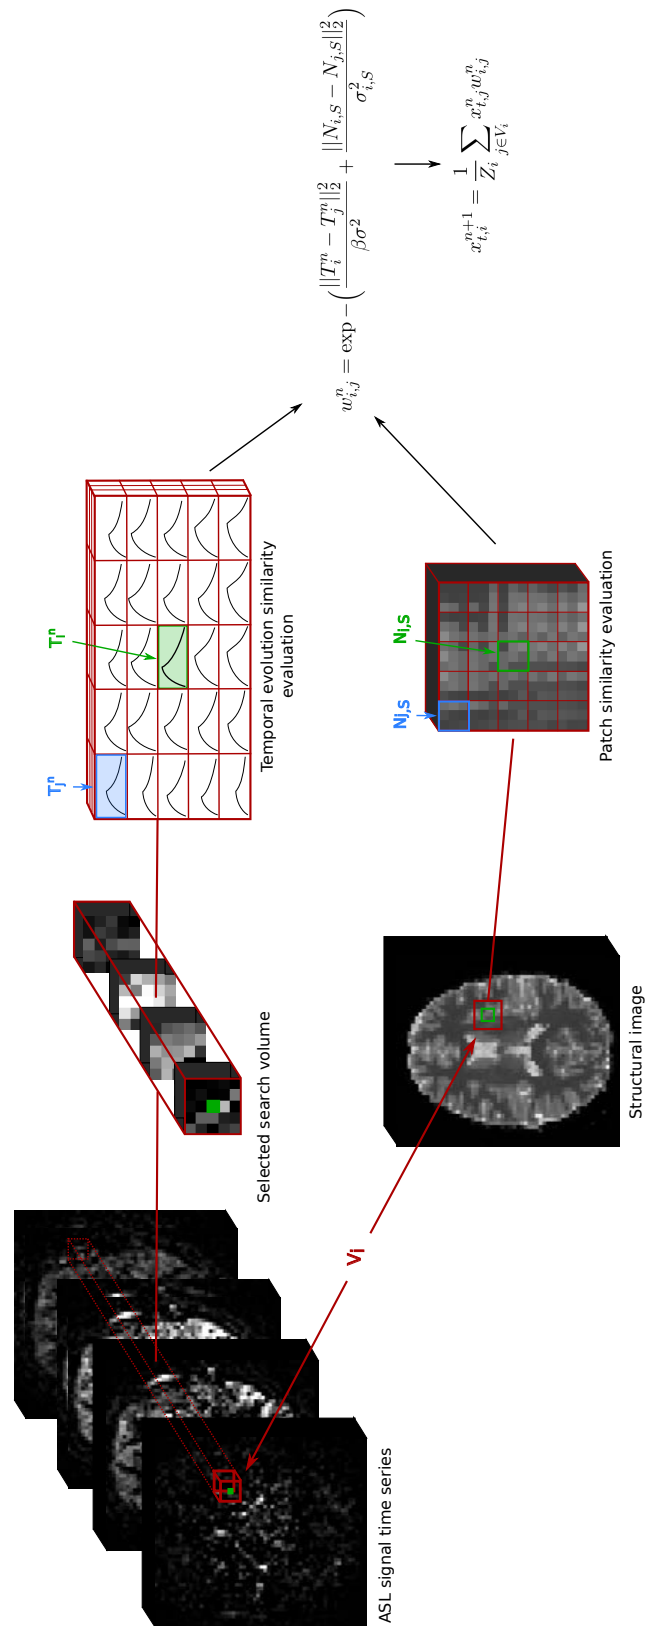 ASL signal time series
V_i
Selected search volume
Structural image
T_j^n
T_i^n
Temporal evolution similarity
evaluation
N_{j,S}
N_{i,S}
Patch similarity evaluation
w_{i,j}^n = exp −( ||T_i^n − T_j^n||_2^2 / βσ^2 + ||N_{i,S} − N_{j,S}||_2^2 / σ_{i,S}^2 )
x_{t,i}^{n+1} = 1/Z_i ∑_{j∈V_i} x_{t,j}^n w_{i,j}^n